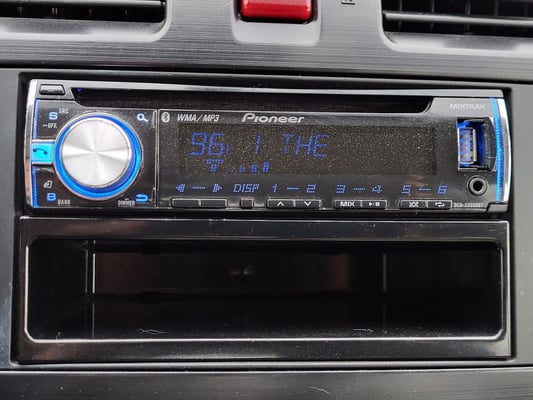 MIXTRAX
SRC
WMA/MP3 Pioneer
S
OFF
96. 1 THE
B
BAND DIMMER DISP 1 2 3 4 5 6
MIX